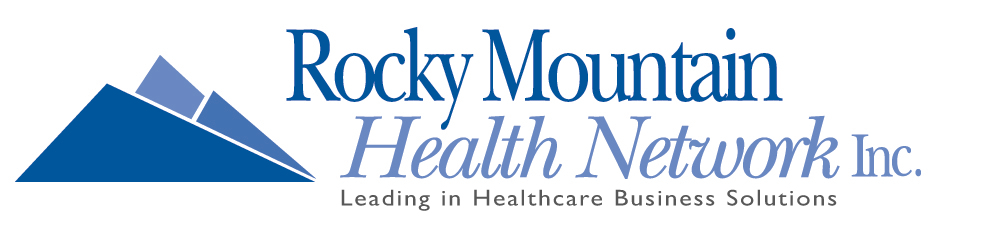 Rocky Mountain
Health Network Inc.
Leading in Healthcare Business Solutions